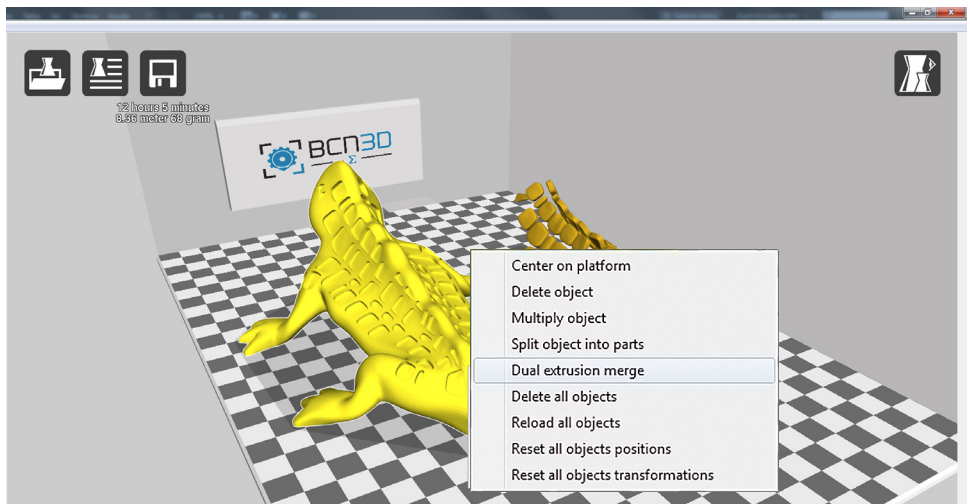 12 hours 5 minutes
8.36 meter 68 gram
BCN3D
Σ
Center on platform
Delete object
Multiply object
Split object into parts
Dual extrusion merge
Delete all objects
Reload all objects
Reset all objects positions
Reset all objects transformations